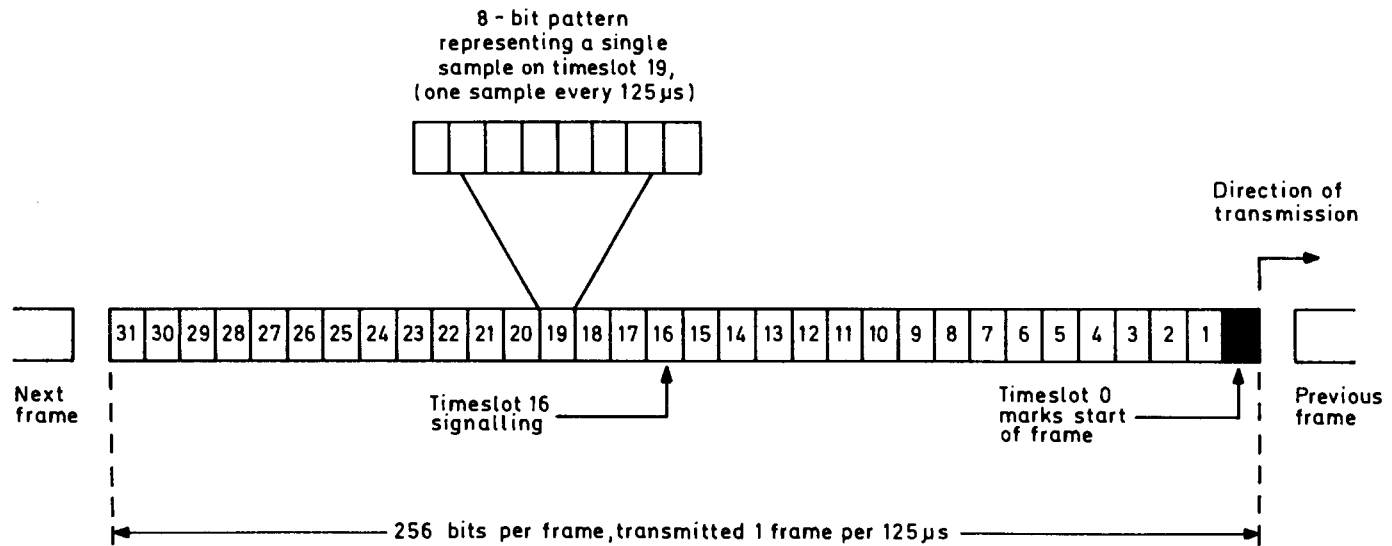 8-bit pattern
representing a single
sample on timeslot 19,
(one sample every 125µs)
Direction of
transmission
31 30 29 28 27 26 25 24 23 22 21 20 19 18 17 16 15 14 13 12 11 10 9 8 7 6 5 4 3 2 1
Next
frame
Timeslot 16
signalling
Timeslot 0
marks start
of frame
Previous
frame
256 bits per frame, transmitted 1 frame per 125µs